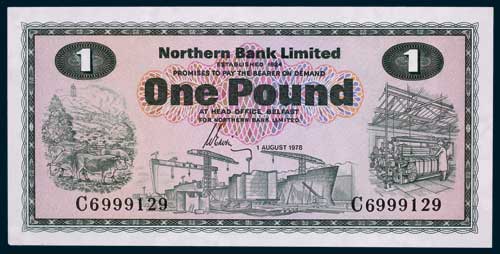 1 1
Northern Bank Limited
ESTABLISHED 1824
PROMISES TO PAY THE BEARER ON DEMAND
One Pound
AT HEAD OFFICE, BELFAST
FOR NORTHERN BANK LIMITED
1 AUGUST 1978
C6999129 C6999129